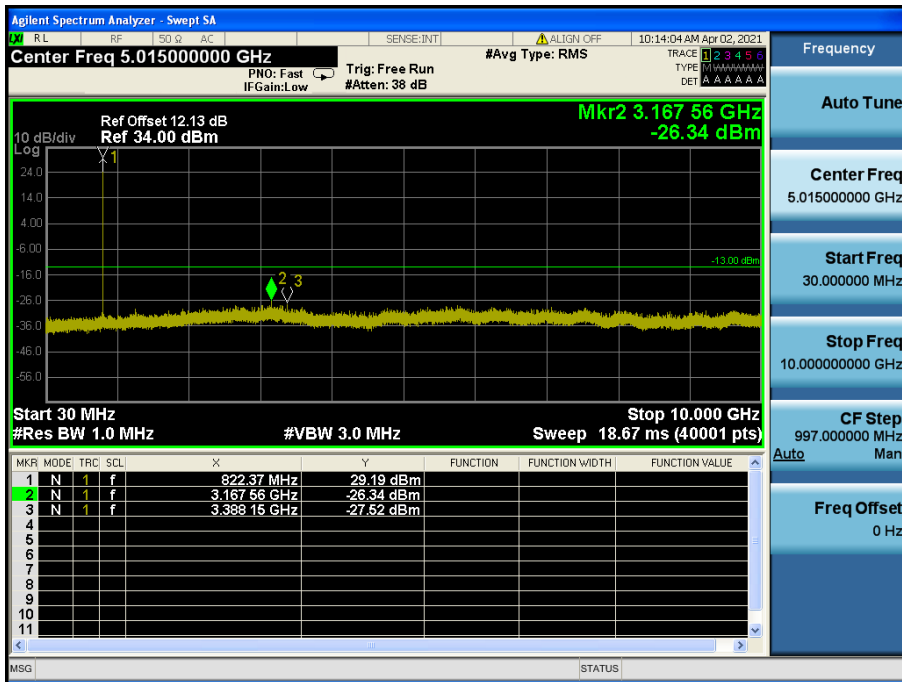 Agilent Spectrum Analyzer - Swept SA
LXI RL RF 50 Ω AC SENSE:INT ALIGN OFF 10:14:04 AM Apr 02, 2021
Center Freq 5.015000000 GHz
#Avg Type: RMS
TRACE 1 2 3 4 5 6
PNO: Fast Trig: Free Run
TYPE M WWWWW
IFGain:Low #Atten: 38 dB
DET A A A A A A
Frequency
Auto Tune
Center Freq
5.015000000 GHz
Start Freq
30.000000 MHz
Stop Freq
10.000000000 GHz
CF Step
997.000000 MHz
Auto Man
Freq Offset
0 Hz
Mkr2 3.167 56 GHz
-26.34 dBm
Ref Offset 12.13 dB
10 dB/div Ref 34.00 dBm
Log
1
24.0
14.0
4.00
-6.00
-13.00 dBm
-16.0
2 3
-26.0
-36.0
-46.0
-56.0
Start 30 MHz Stop 10.000 GHz
#Res BW 1.0 MHz #VBW 3.0 MHz Sweep 18.67 ms (40001 pts)
MKR MODE TRC SCL X Y FUNCTION FUNCTION WIDTH FUNCTION VALUE
1 N 1 f 822.37 MHz 29.19 dBm
2 N 1 f 3.167 56 GHz -26.34 dBm
3 N 1 f 3.388 15 GHz -27.52 dBm
4
5
6
7
8
9
10
11
MSG STATUS